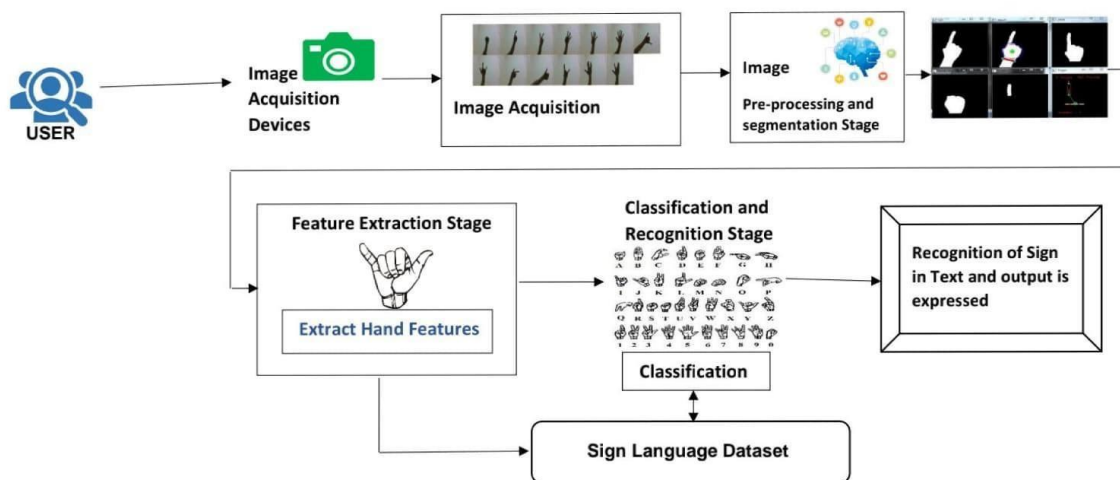 USER
Image
Acquisition
Devices
Image Acquisition
Image
Pre-processing and
segmentation Stage
Feature Extraction Stage
Extract Hand Features
Classification and
Recognition Stage
A B C D E F G H
I J K L M N O P
Q R S T U V W X Y Z
1 2 3 4 5 6 7 8 9 0
Classification
Recognition of Sign
in Text and output is
expressed
Sign Language Dataset